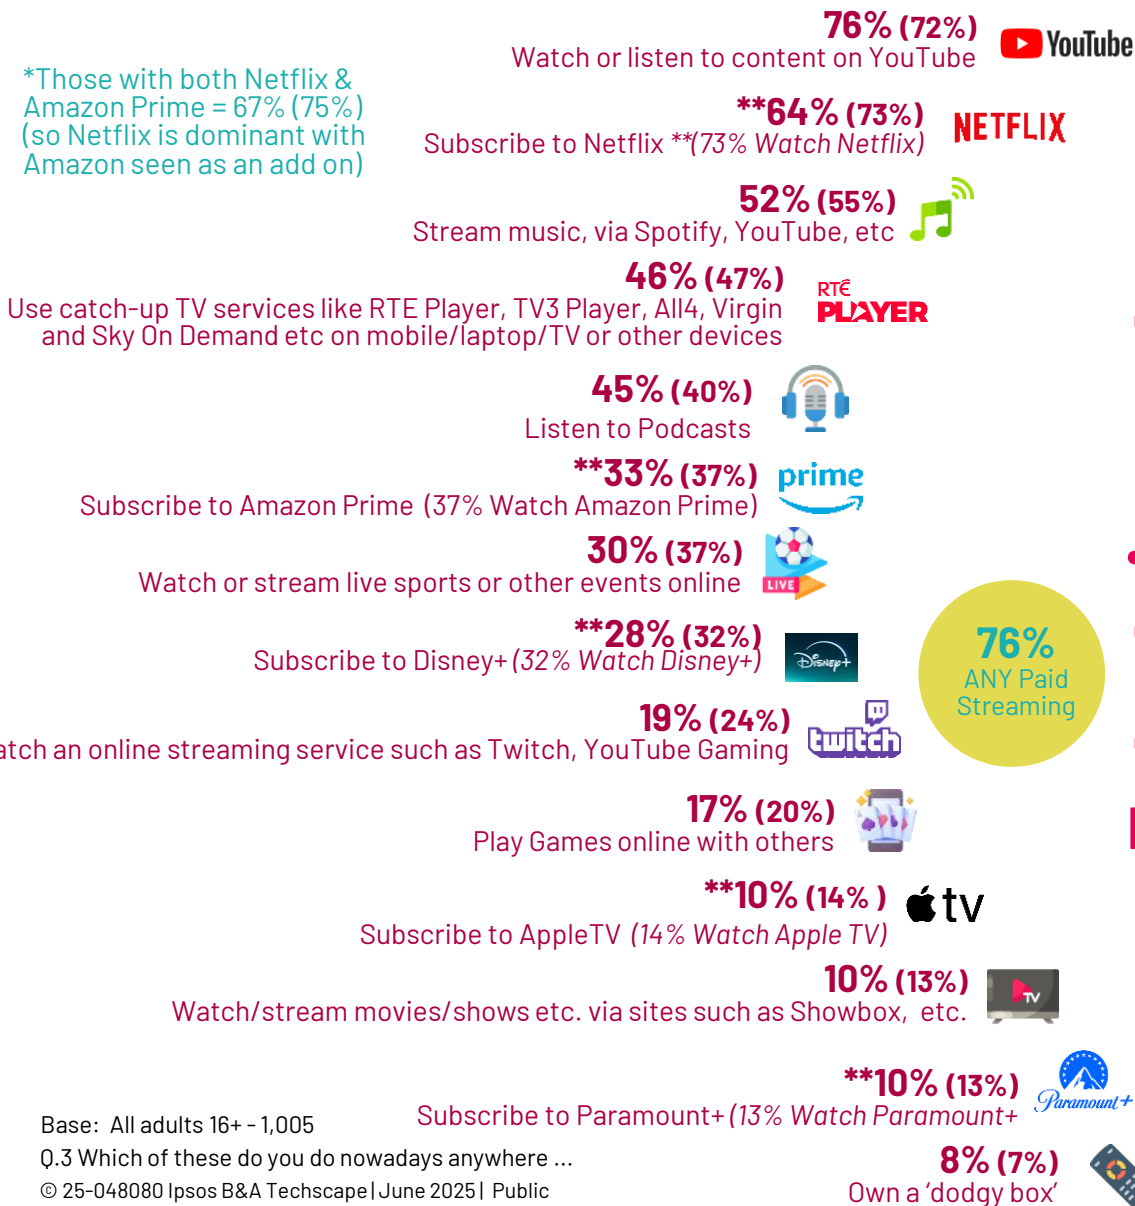 76% (72%)
Watch or listen to content on YouTube
YouTube
*Those with both Netflix &
Amazon Prime = 67% (75%)
(so Netflix is dominant with
Amazon seen as an add on)
**64% (73%)
Subscribe to Netflix **(73% Watch Netflix)
NETFLIX
52% (55%)
Stream music, via Spotify, YouTube, etc
46% (47%)
Use catch-up TV services like RTE Player, TV3 Player, All4, Virgin
and Sky On Demand etc on mobile/laptop/TV or other devices
RTÉ
PLAYER
45% (40%)
Listen to Podcasts
**33% (37%)
Subscribe to Amazon Prime (37% Watch Amazon Prime)
prime
30% (37%)
Watch or stream live sports or other events online
LIVE
**28% (32%)
Subscribe to Disney+ (32% Watch Disney+)
Disney+
76%
ANY Paid
Streaming
19% (24%)
atch an online streaming service such as Twitch, YouTube Gaming
twitch
17% (20%)
Play Games online with others
**10% (14% )
Subscribe to AppleTV (14% Watch Apple TV)
tv
10% (13%)
Watch/stream movies/shows etc. via sites such as Showbox, etc.
TV
**10% (13%)
Subscribe to Paramount+ (13% Watch Paramount+
Paramount+
8% (7%)
Own a ‘dodgy box’
Base: All adults 16+ - 1,005
Q.3 Which of these do you do nowadays anywhere ...
© 25-048080 Ipsos B&A Techscape | June 2025 | Public